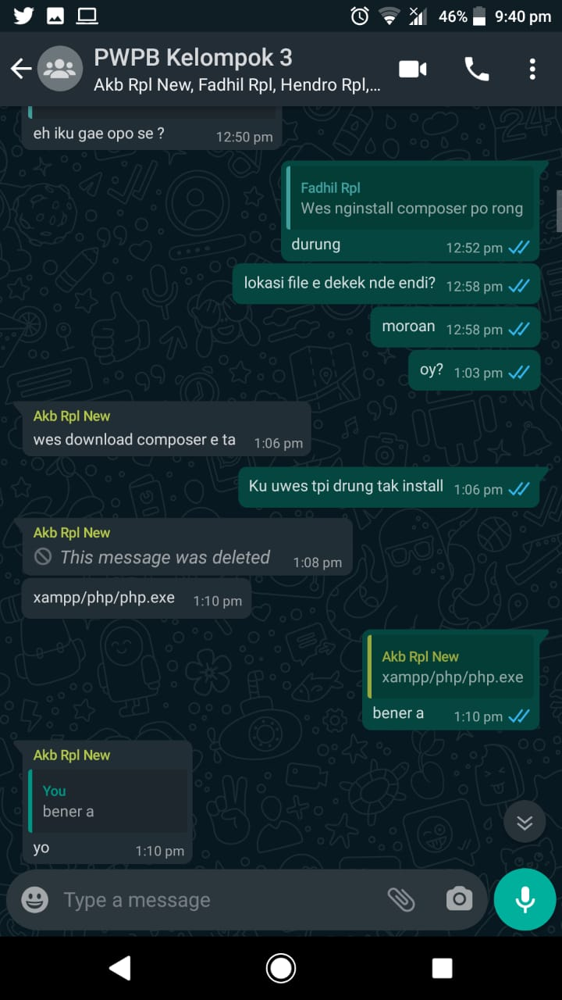 46% 9:40 pm
PWPB Kelompok 3
Akb Rpl New, Fadhil Rpl, Hendro Rpl,...
eh iku gae opo se ? 12:50 pm
Fadhil Rpl
Wes nginstall composer po rong
durung 12:52 pm
lokasi file e dekek nde endi? 12:58 pm
moroan 12:58 pm
oy? 1:03 pm
Akb Rpl New
wes download composer e ta 1:06 pm
Ku uwes tpi drung tak install 1:06 pm
Akb Rpl New
This message was deleted 1:08 pm
xampp/php/php.exe 1:10 pm
Akb Rpl New
xampp/php/php.exe
bener a 1:10 pm
Akb Rpl New
You
bener a
yo 1:10 pm
Type a message